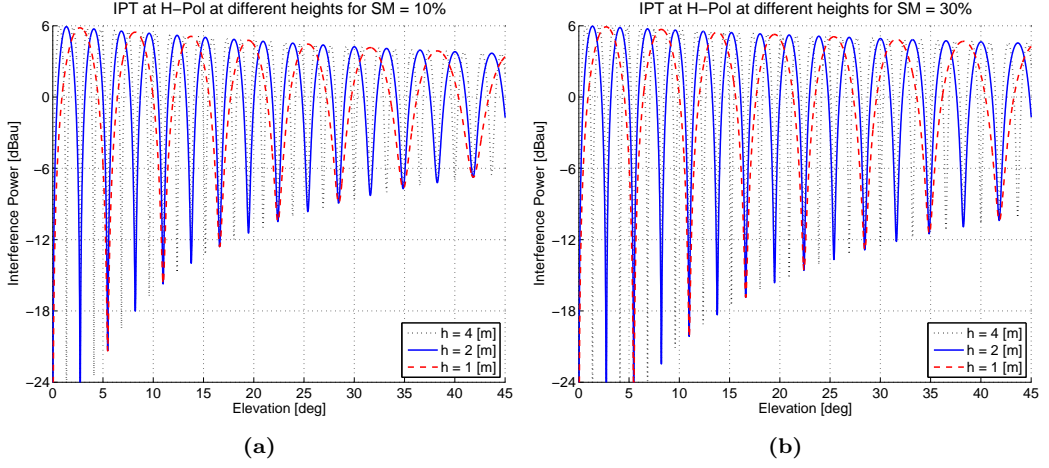 IPT at H-Pol at different heights for SM = 10%
Interference Power [dBau]
6
0
−6
−12
−18
−24
0 5 10 15 20 25 30 35 40 45
Elevation [deg]
h = 4 [m]
h = 2 [m]
h = 1 [m]
(a)
IPT at H-Pol at different heights for SM = 30%
Interference Power [dBau]
6
0
−6
−12
−18
−24
0 5 10 15 20 25 30 35 40 45
Elevation [deg]
h = 4 [m]
h = 2 [m]
h = 1 [m]
(b)